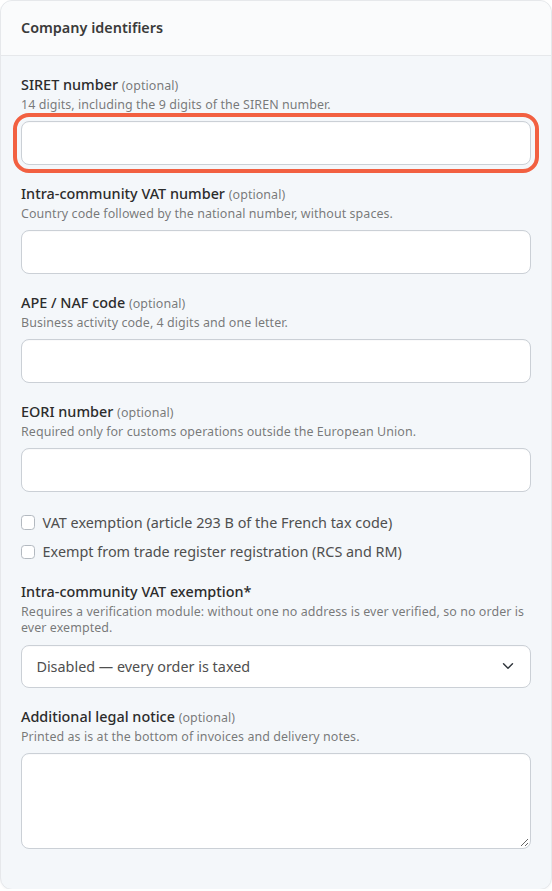 Company identifiers
SIRET number (optional)
14 digits, including the 9 digits of the SIREN number.
Intra-community VAT number (optional)
Country code followed by the national number, without spaces.
APE / NAF code (optional)
Business activity code, 4 digits and one letter.
EORI number (optional)
Required only for customs operations outside the European Union.
VAT exemption (article 293 B of the French tax code)
Exempt from trade register registration (RCS and RM)
Intra-community VAT exemption*
Requires a verification module: without one no address is ever verified, so no order is
ever exempted.
Disabled — every order is taxed
Additional legal notice (optional)
Printed as is at the bottom of invoices and delivery notes.